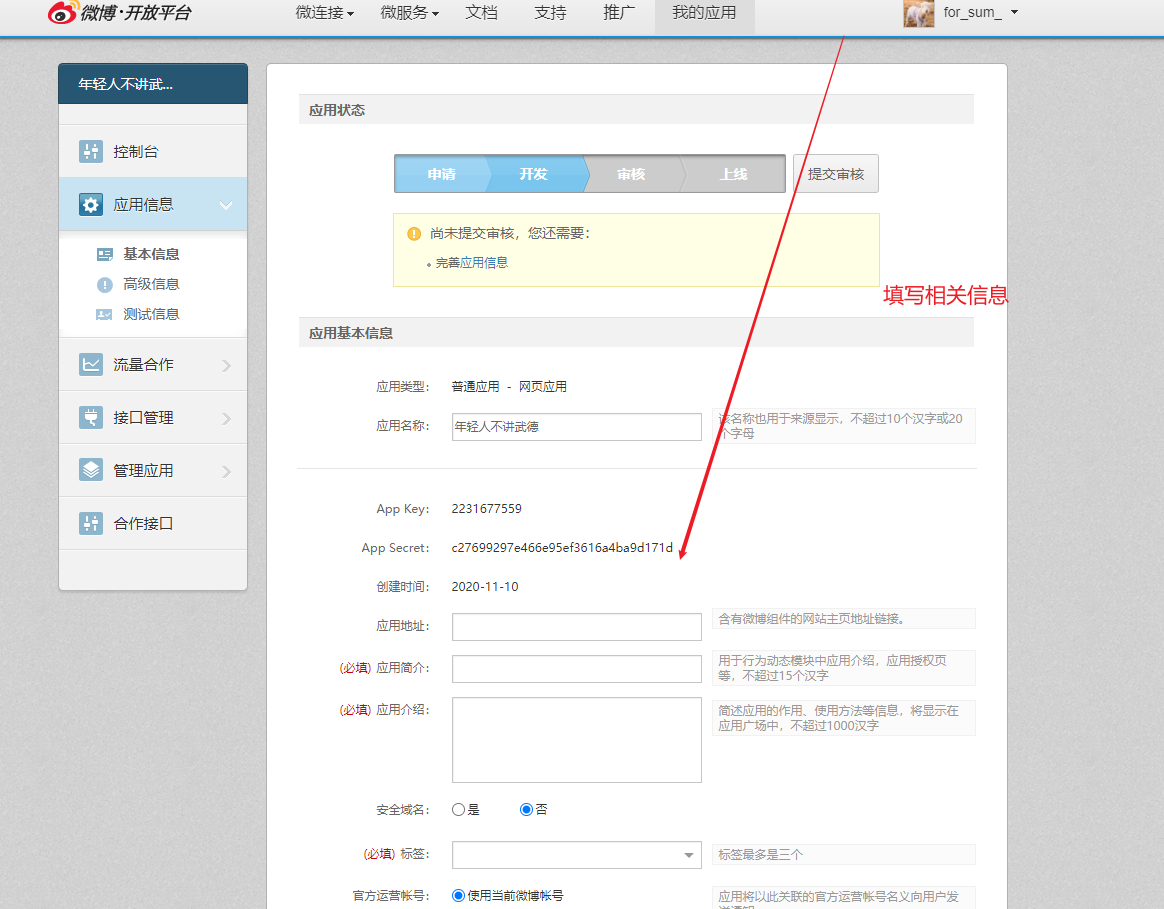 微博·开放平台
微连接 微服务 文档 支持 推广 我的应用 for_sum_
年轻人不讲武...
控制台
应用信息
基本信息
高级信息
测试信息
流量合作
接口管理
管理应用
合作接口
应用状态
申请 开发 审核 上线 提交审核
尚未提交审核，您还需要：
完善应用信息
填写相关信息
应用基本信息
应用类型： 普通应用 - 网页应用
应用名称： 年轻人不讲武德
该名称也用于来源显示，不超过10个汉字或20
个字母
App Key: 2231677559
App Secret: c27699297e466e95ef3616a4ba9d171d
创建时间： 2020-11-10
应用地址：
含有微博组件的网站主页地址链接。
(必填) 应用简介：
用于行为动态模块中应用介绍，应用授权页
等，不超过15个汉字
(必填) 应用介绍：
简述应用的作用、使用方法等信息，将显示在
应用广场中，不超过1000汉字
安全域名： 是 否
(必填) 标签：
标签最多是三个
官方运营帐号： 使用当前微博帐号
应用将以此关联的官方运营帐号名义向用户发